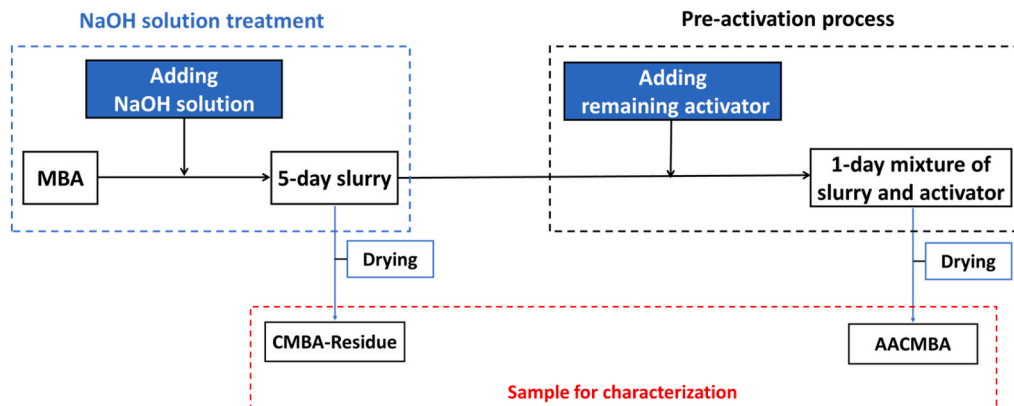 NaOH solution treatment
Pre-activation process
Adding
NaOH solution
Adding
remaining activator
MBA
5-day slurry
1-day mixture of
slurry and activator
Drying
Drying
CMBA-Residue
AACMBA
Sample for characterization